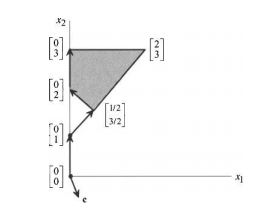 x₂
[0 3]
[2 3]
[0 2]
[1/2 3/2]
[0 1]
[0 0]
x₁
c